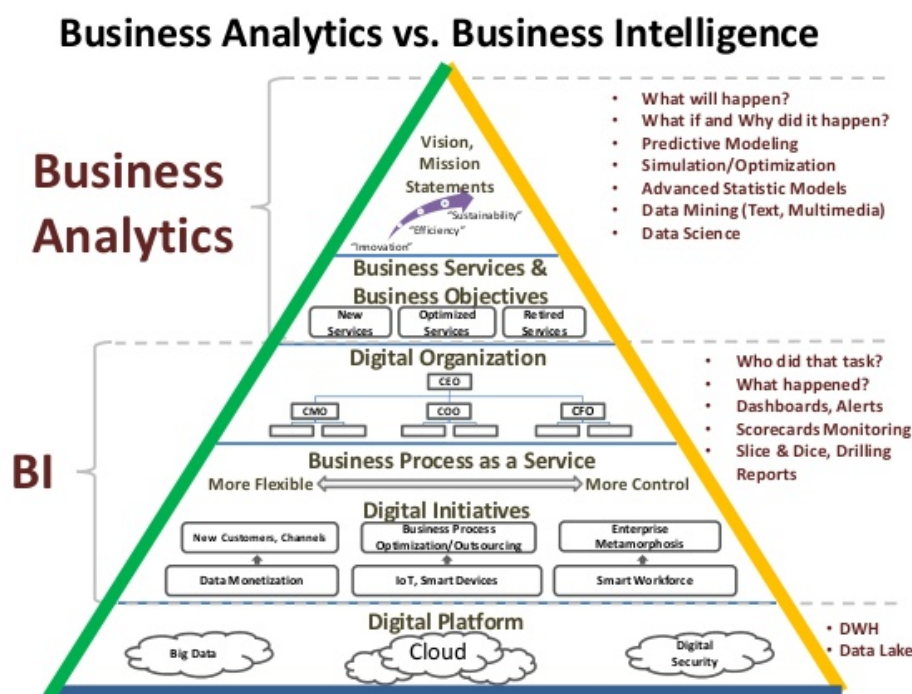 Business Analytics vs. Business Intelligence
Business
Analytics
Vision,
Mission
Statements
"Sustainability"
"Efficiency"
"Innovation"
• What will happen?
• What if and Why did it happen?
• Predictive Modeling
• Simulation/Optimization
• Advanced Statistic Models
• Data Mining (Text, Multimedia)
• Data Science
Business Services &
Business Objectives
New
Services
Optimized
Services
Retired
Services
BI
Digital Organization
CEO
CMO
COO
CFO
• Who did that task?
• What happened?
• Dashboards, Alerts
• Scorecards Monitoring
• Slice & Dice, Drilling
Reports
Business Process as a Service
More Flexible
More Control
Digital Initiatives
New Customers, Channels
Business Process
Optimization/Outsourcing
Enterprise
Metamorphosis
Data Monetization
IoT, Smart Devices
Smart Workforce
Digital Platform
Big Data
Cloud
Digital
Security
• DWH
• Data Lake